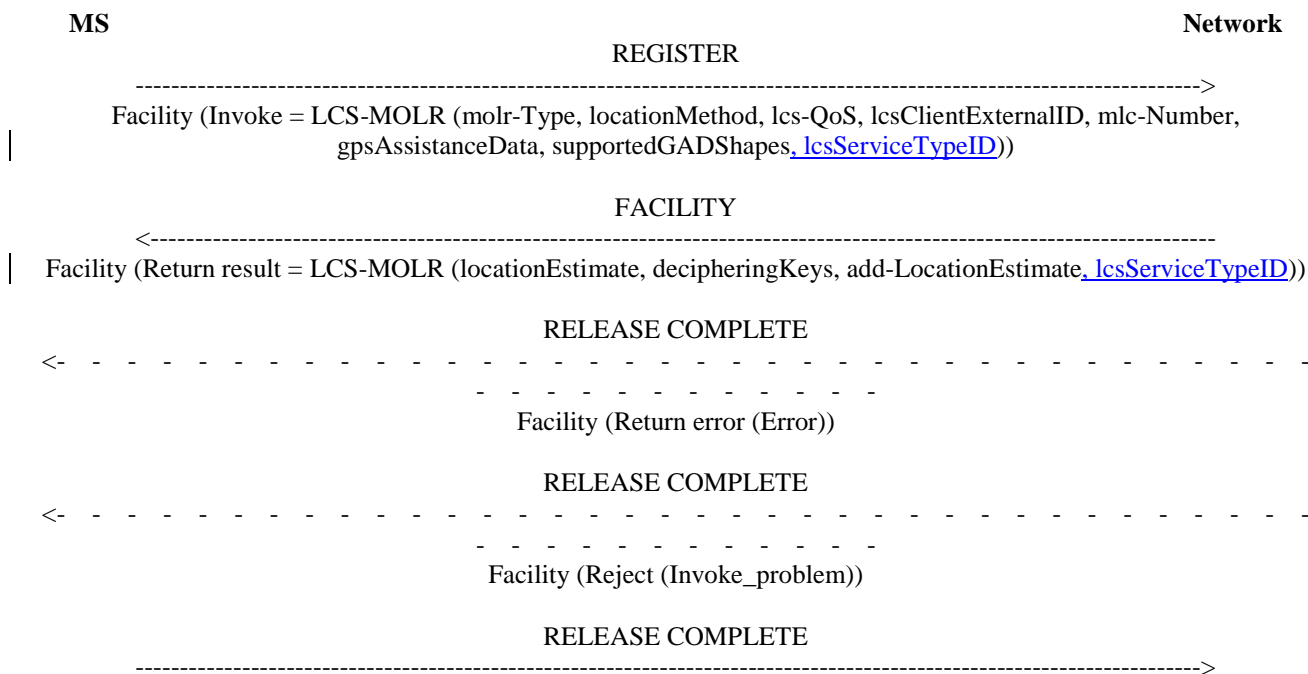 MS Network
REGISTER
------------------------------------------------------------------------------------------------------------------------>
Facility (Invoke = LCS-MOLR (molr-Type, locationMethod, lcs-QoS, lcsClientExternalID, mlc-Number,
gpsAssistanceData, supportedGADShapes, lcsServiceTypeID))
FACILITY
<------------------------------------------------------------------------------------------------------------------------
Facility (Return result = LCS-MOLR (locationEstimate, decipheringKeys, add-LocationEstimate, lcsServiceTypeID))
RELEASE COMPLETE
<- - - - - - - - - - - - - - - - - - - - - - - - - - - - - - - - - - - -
- - - - - - - - - - - -
Facility (Return error (Error))
RELEASE COMPLETE
<- - - - - - - - - - - - - - - - - - - - - - - - - - - - - - - - - - - -
- - - - - - - - - - - -
Facility (Reject (Invoke_problem))
RELEASE COMPLETE
------------------------------------------------------------------------------------------------------------------------>